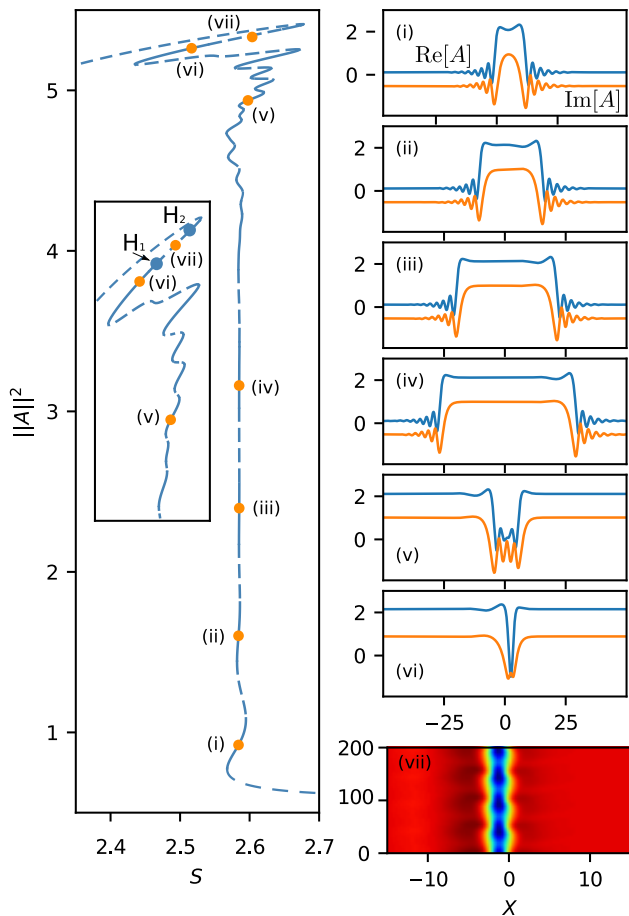 (vii)
(vi)
5
(v)
H₂
H₁
(vii)
(vi)
(v)
4
(iv)
||A||²
3
(iii)
2
(ii)
1
(i)
2.4 2.5 2.6 2.7
S
(i)
Re[A]
Im[A]
2
0
(ii)
2
0
(iii)
2
0
(iv)
2
0
2
0
(v)
2
0
(vi)
−25 0 25
(vii)
200
100
0
−10 0 10
X